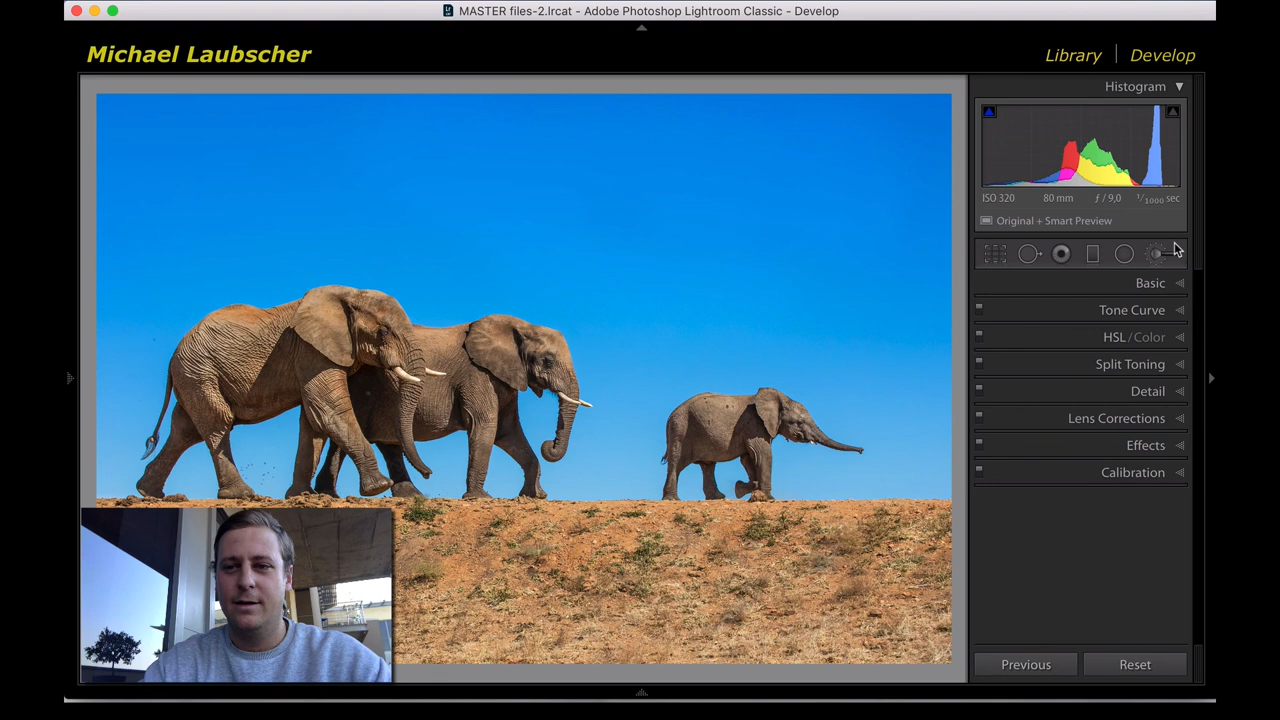 MASTER files-2.lrcat - Adobe Photoshop Lightroom Classic - Develop
Michael Laubscher
Library | Develop
Histogram
ISO 320 80 mm ƒ / 9,0 1/1000 sec
Original + Smart Preview
Basic
Tone Curve
HSL / Color
Split Toning
Detail
Lens Corrections
Effects
Calibration
Previous Reset